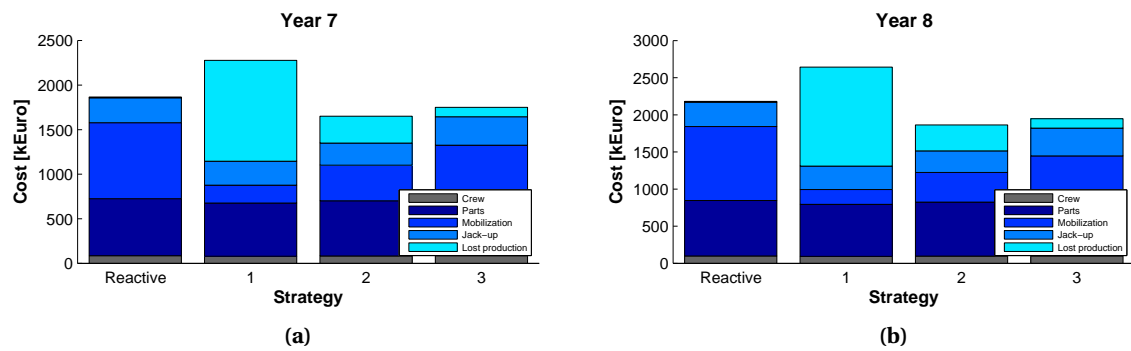 Year 7
2500
2000
1500
1000
500
0
Cost [kEuro]
Crew
Parts
Mobilization
Jack−up
Lost production
Reactive 1 2 3
Strategy
(a)
Year 8
3000
2500
2000
1500
1000
500
0
Cost [kEuro]
Crew
Parts
Mobilization
Jack−up
Lost production
Reactive 1 2 3
Strategy
(b)